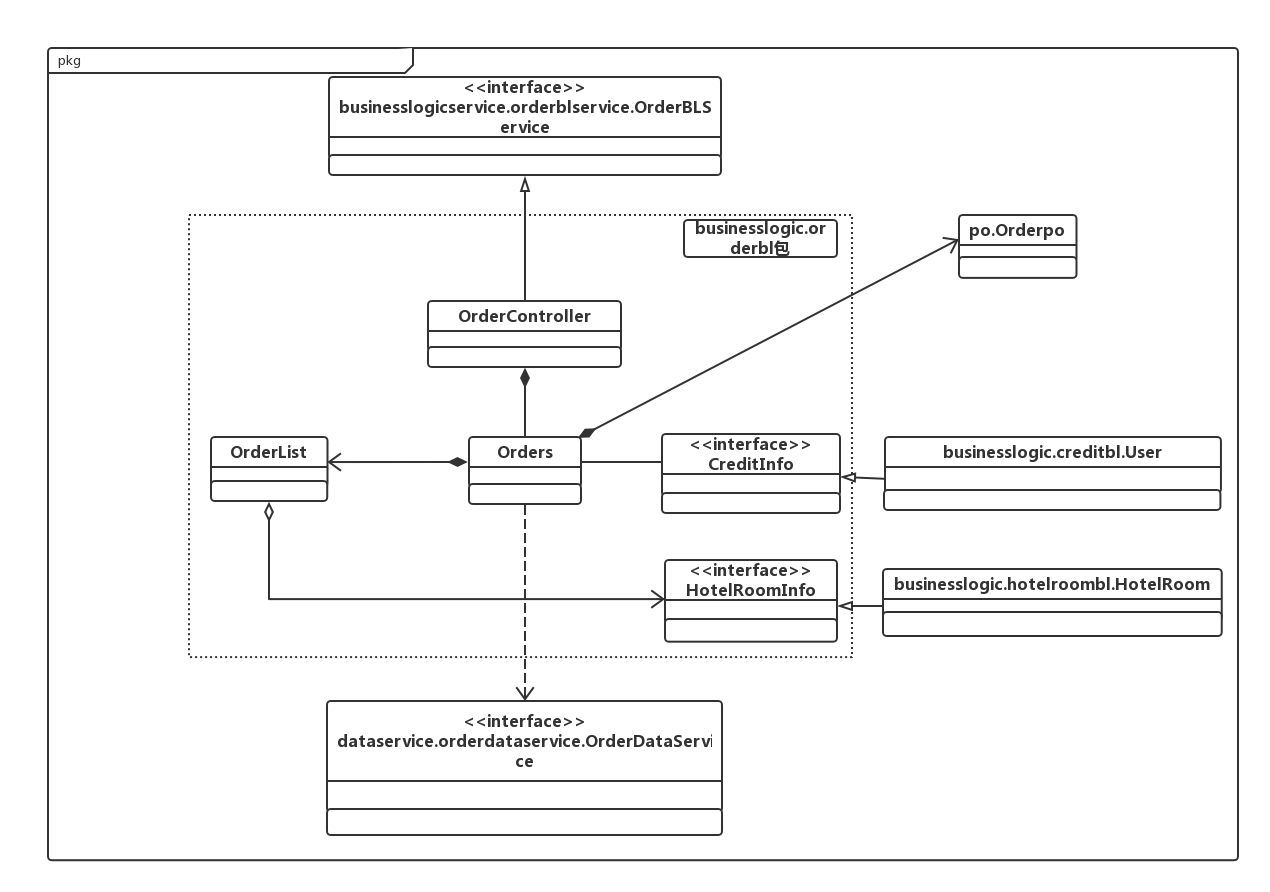 pkg
<<interface>>
businesslogicservice.orderblservice.OrderBLS
ervice
businesslogic.or
derbl包
po.Orderpo
OrderController
OrderList
Orders
<<interface>>
CreditInfo
businesslogic.creditbl.User
<<interface>>
HotelRoomInfo
businesslogic.hotelroombl.HotelRoom
<<interface>>
dataservice.orderdataservice.OrderDataServi
ce